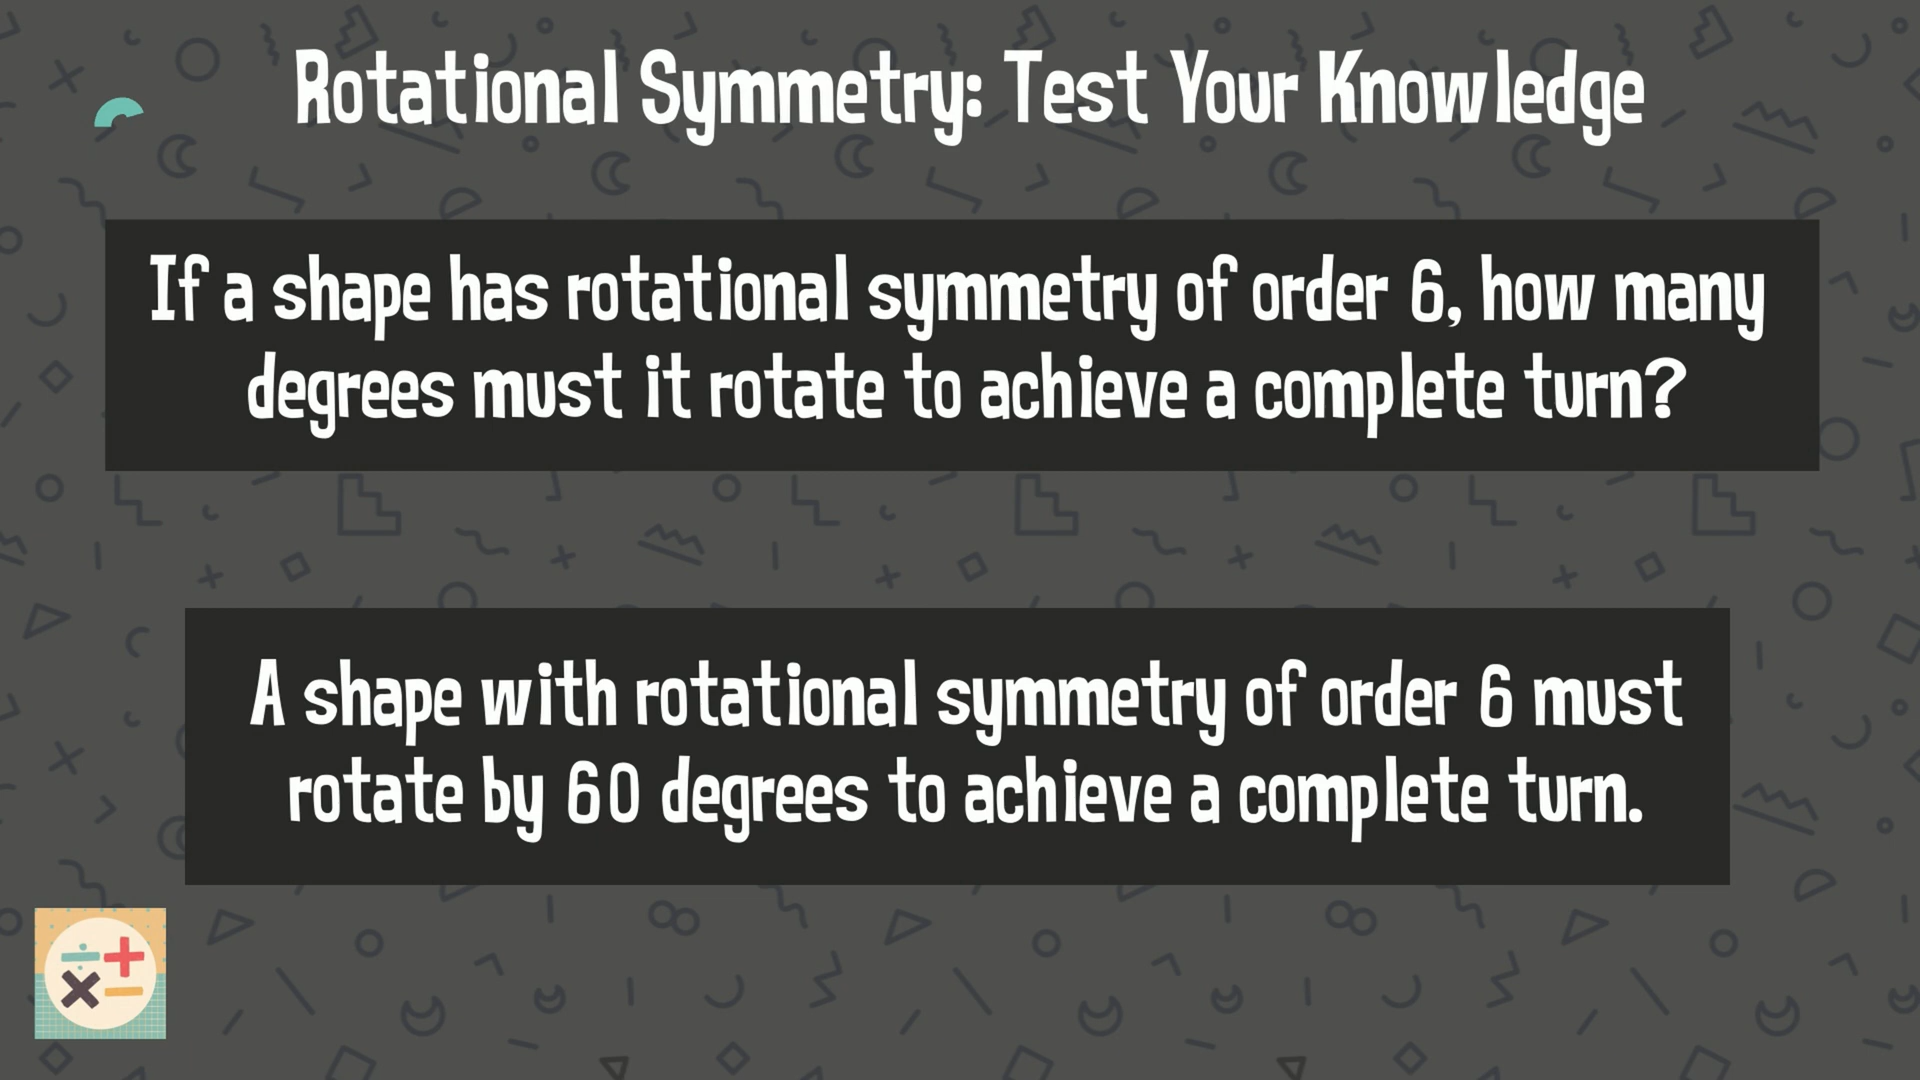 Rotational Symmetry: Test Your Knowledge
If a shape has rotational symmetry of order 6, how many
degrees must it rotate to achieve a complete turn?
A shape with rotational symmetry of order 6 must
rotate by 60 degrees to achieve a complete turn.